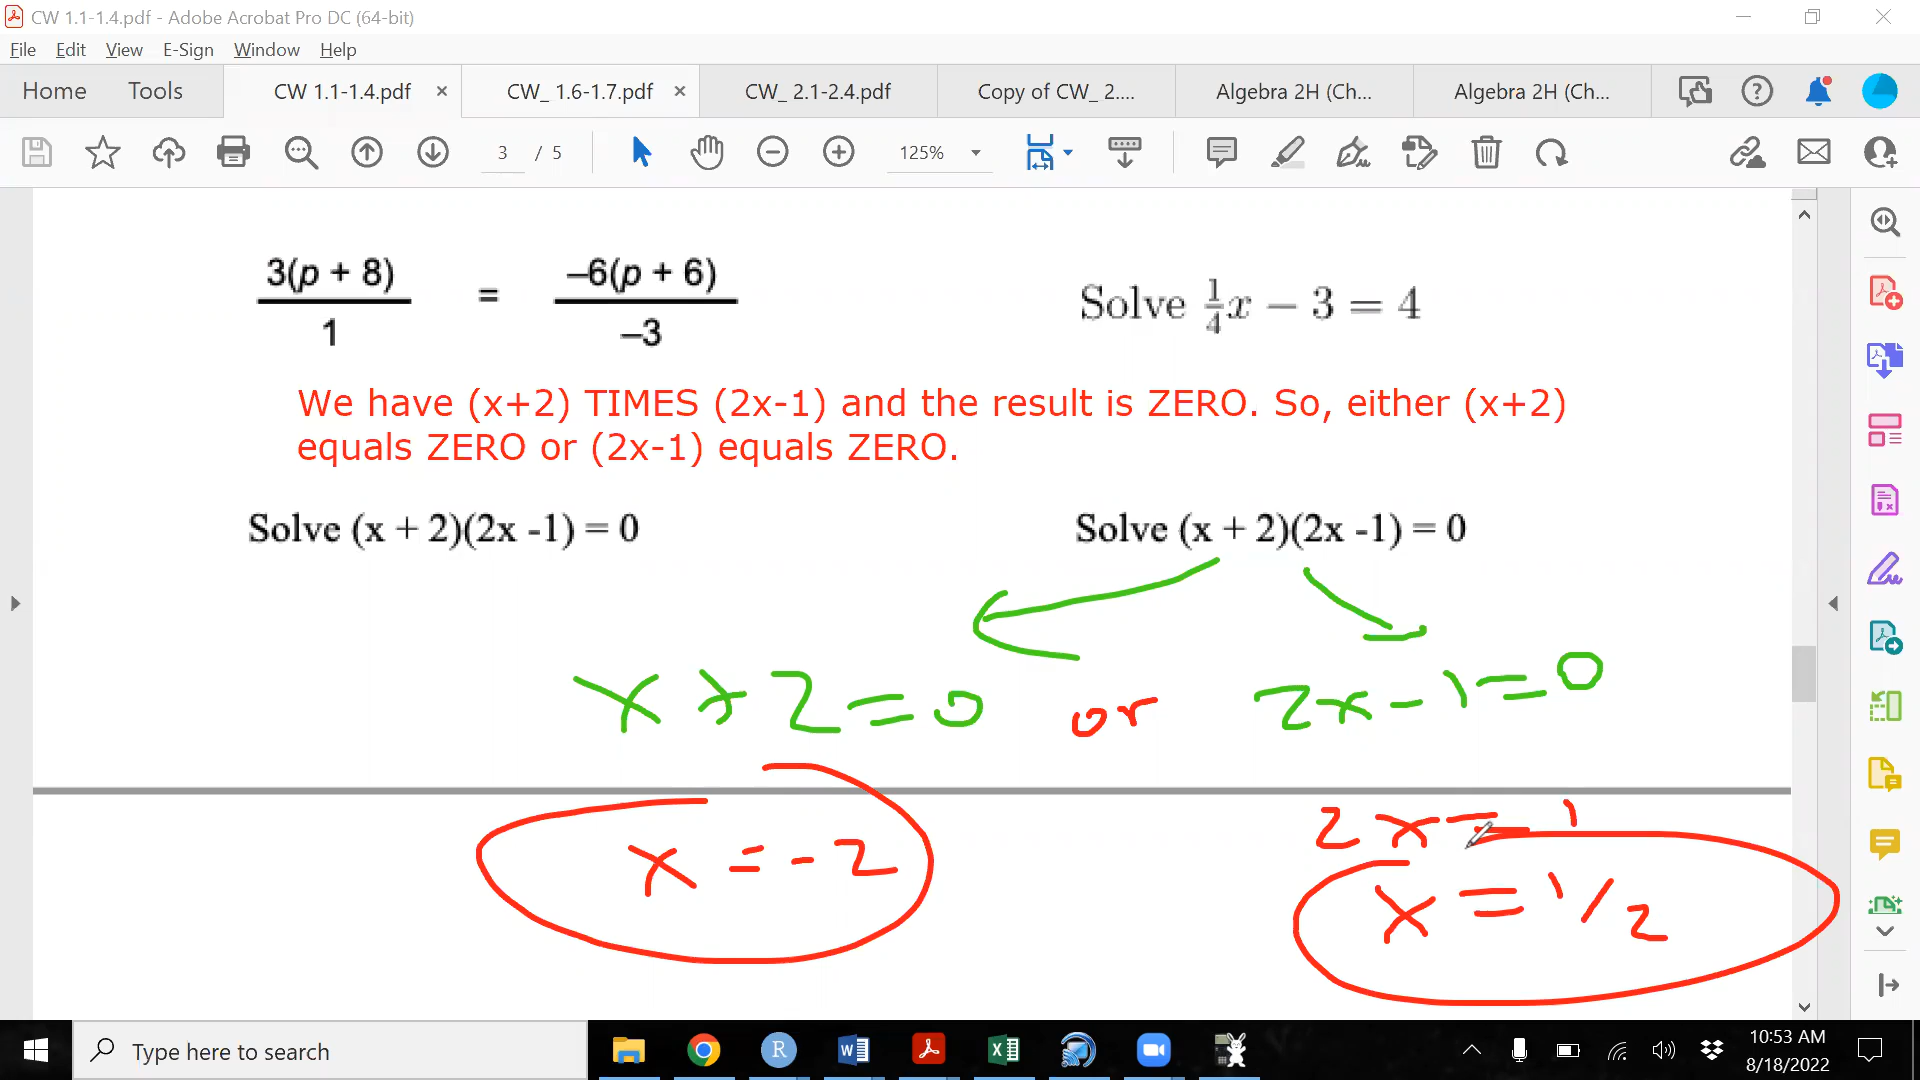 CW 1.1-1.4.pdf - Adobe Acrobat Pro DC (64-bit)
File Edit View E-Sign Window Help
Home Tools CW 1.1-1.4.pdf × CW_ 1.6-1.7.pdf × CW_ 2.1-2.4.pdf Copy of CW_ 2.... Algebra 2H (Ch... Algebra 2H (Ch...
3 / 5 125%
3(p + 8)/1 = –6(p + 6)/–3
Solve 1/4x − 3 = 4
We have (x+2) TIMES (2x-1) and the result is ZERO. So, either (x+2)
equals ZERO or (2x-1) equals ZERO.
Solve (x + 2)(2x -1) = 0
Solve (x + 2)(2x -1) = 0
x + 2 = 0 or 2x - 1 = 0
2x = 1
x = -2
x = 1/2
Type here to search
10:53 AM
8/18/2022